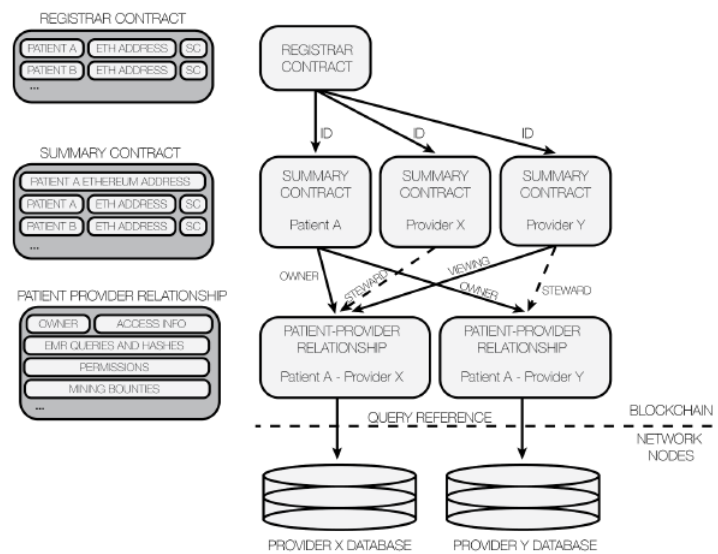 REGISTRAR CONTRACT
PATIENT A ETH ADDRESS SC
PATIENT B ETH ADDRESS SC
...
SUMMARY CONTRACT
PATIENT A ETHEREUM ADDRESS
PATIENT A ETH ADDRESS SC
PATIENT B ETH ADDRESS SC
...
PATIENT PROVIDER RELATIONSHIP
OWNER ACCESS INFO
EMR QUERIES AND HASHES
PERMISSIONS
MINING BOUNTIES
...
REGISTRAR
CONTRACT
ID ID ID
SUMMARY
CONTRACT
Patient A
SUMMARY
CONTRACT
Provider X
SUMMARY
CONTRACT
Provider Y
OWNER
STEWARD
VIEWING
OWNER
STEWARD
PATIENT-PROVIDER
RELATIONSHIP
Patient A - Provider X
PATIENT-PROVIDER
RELATIONSHIP
Patient A - Provider Y
QUERY REFERENCE
BLOCKCHAIN
NETWORK
NODES
PROVIDER X DATABASE
PROVIDER Y DATABASE